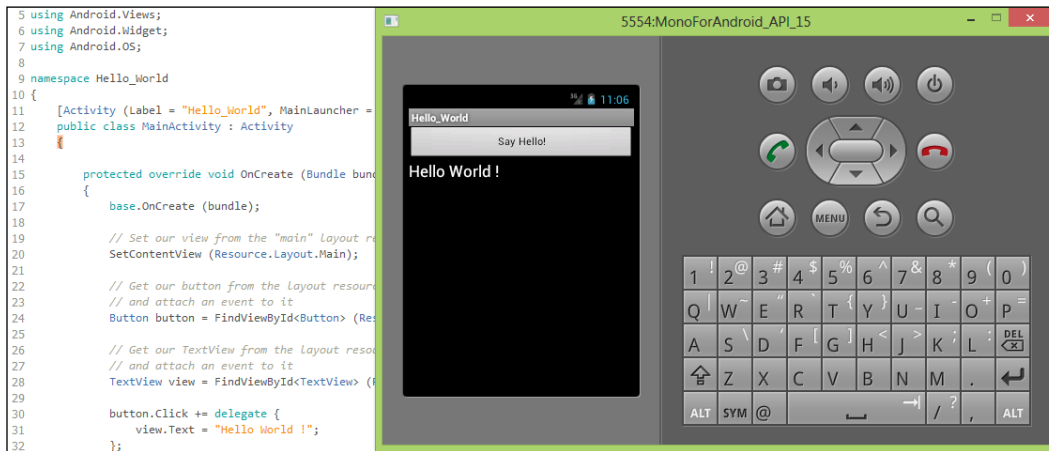 5 using Android.Views;
6 using Android.Widget;
7 using Android.OS;
8
9 namespace Hello_World
10 {
11 [Activity (Label = "Hello_World", MainLauncher =
12 public class MainActivity : Activity
13 {
14
15 protected override void OnCreate (Bundle bund
16 {
17 base.OnCreate (bundle);
18
19 // Set our view from the "main" layout re
20 SetContentView (Resource.Layout.Main);
21
22 // Get our button from the layout resourc
23 // and attach an event to it
24 Button button = FindViewById<Button> (Res
25
26 // Get our TextView from the layout resou
27 // and attach an event to it
28 TextView view = FindViewById<TextView> (R
29
30 button.Click += delegate {
31 view.Text = "Hello World !";
32 };
5554:MonoForAndroid_API_15
3G 11:06
Hello_World
Say Hello!
Hello World !
MENU
1 ! 2 @ 3 # 4 $ 5 % 6 ^ 7 & 8 * 9 ( 0 )
Q | W ~ E " R ` T { Y } U _ I - O + P =
A S \ D ' F [ G ] H < J > K ; L : DEL
Z X C V B N M .
ALT SYM @ / ? , ALT